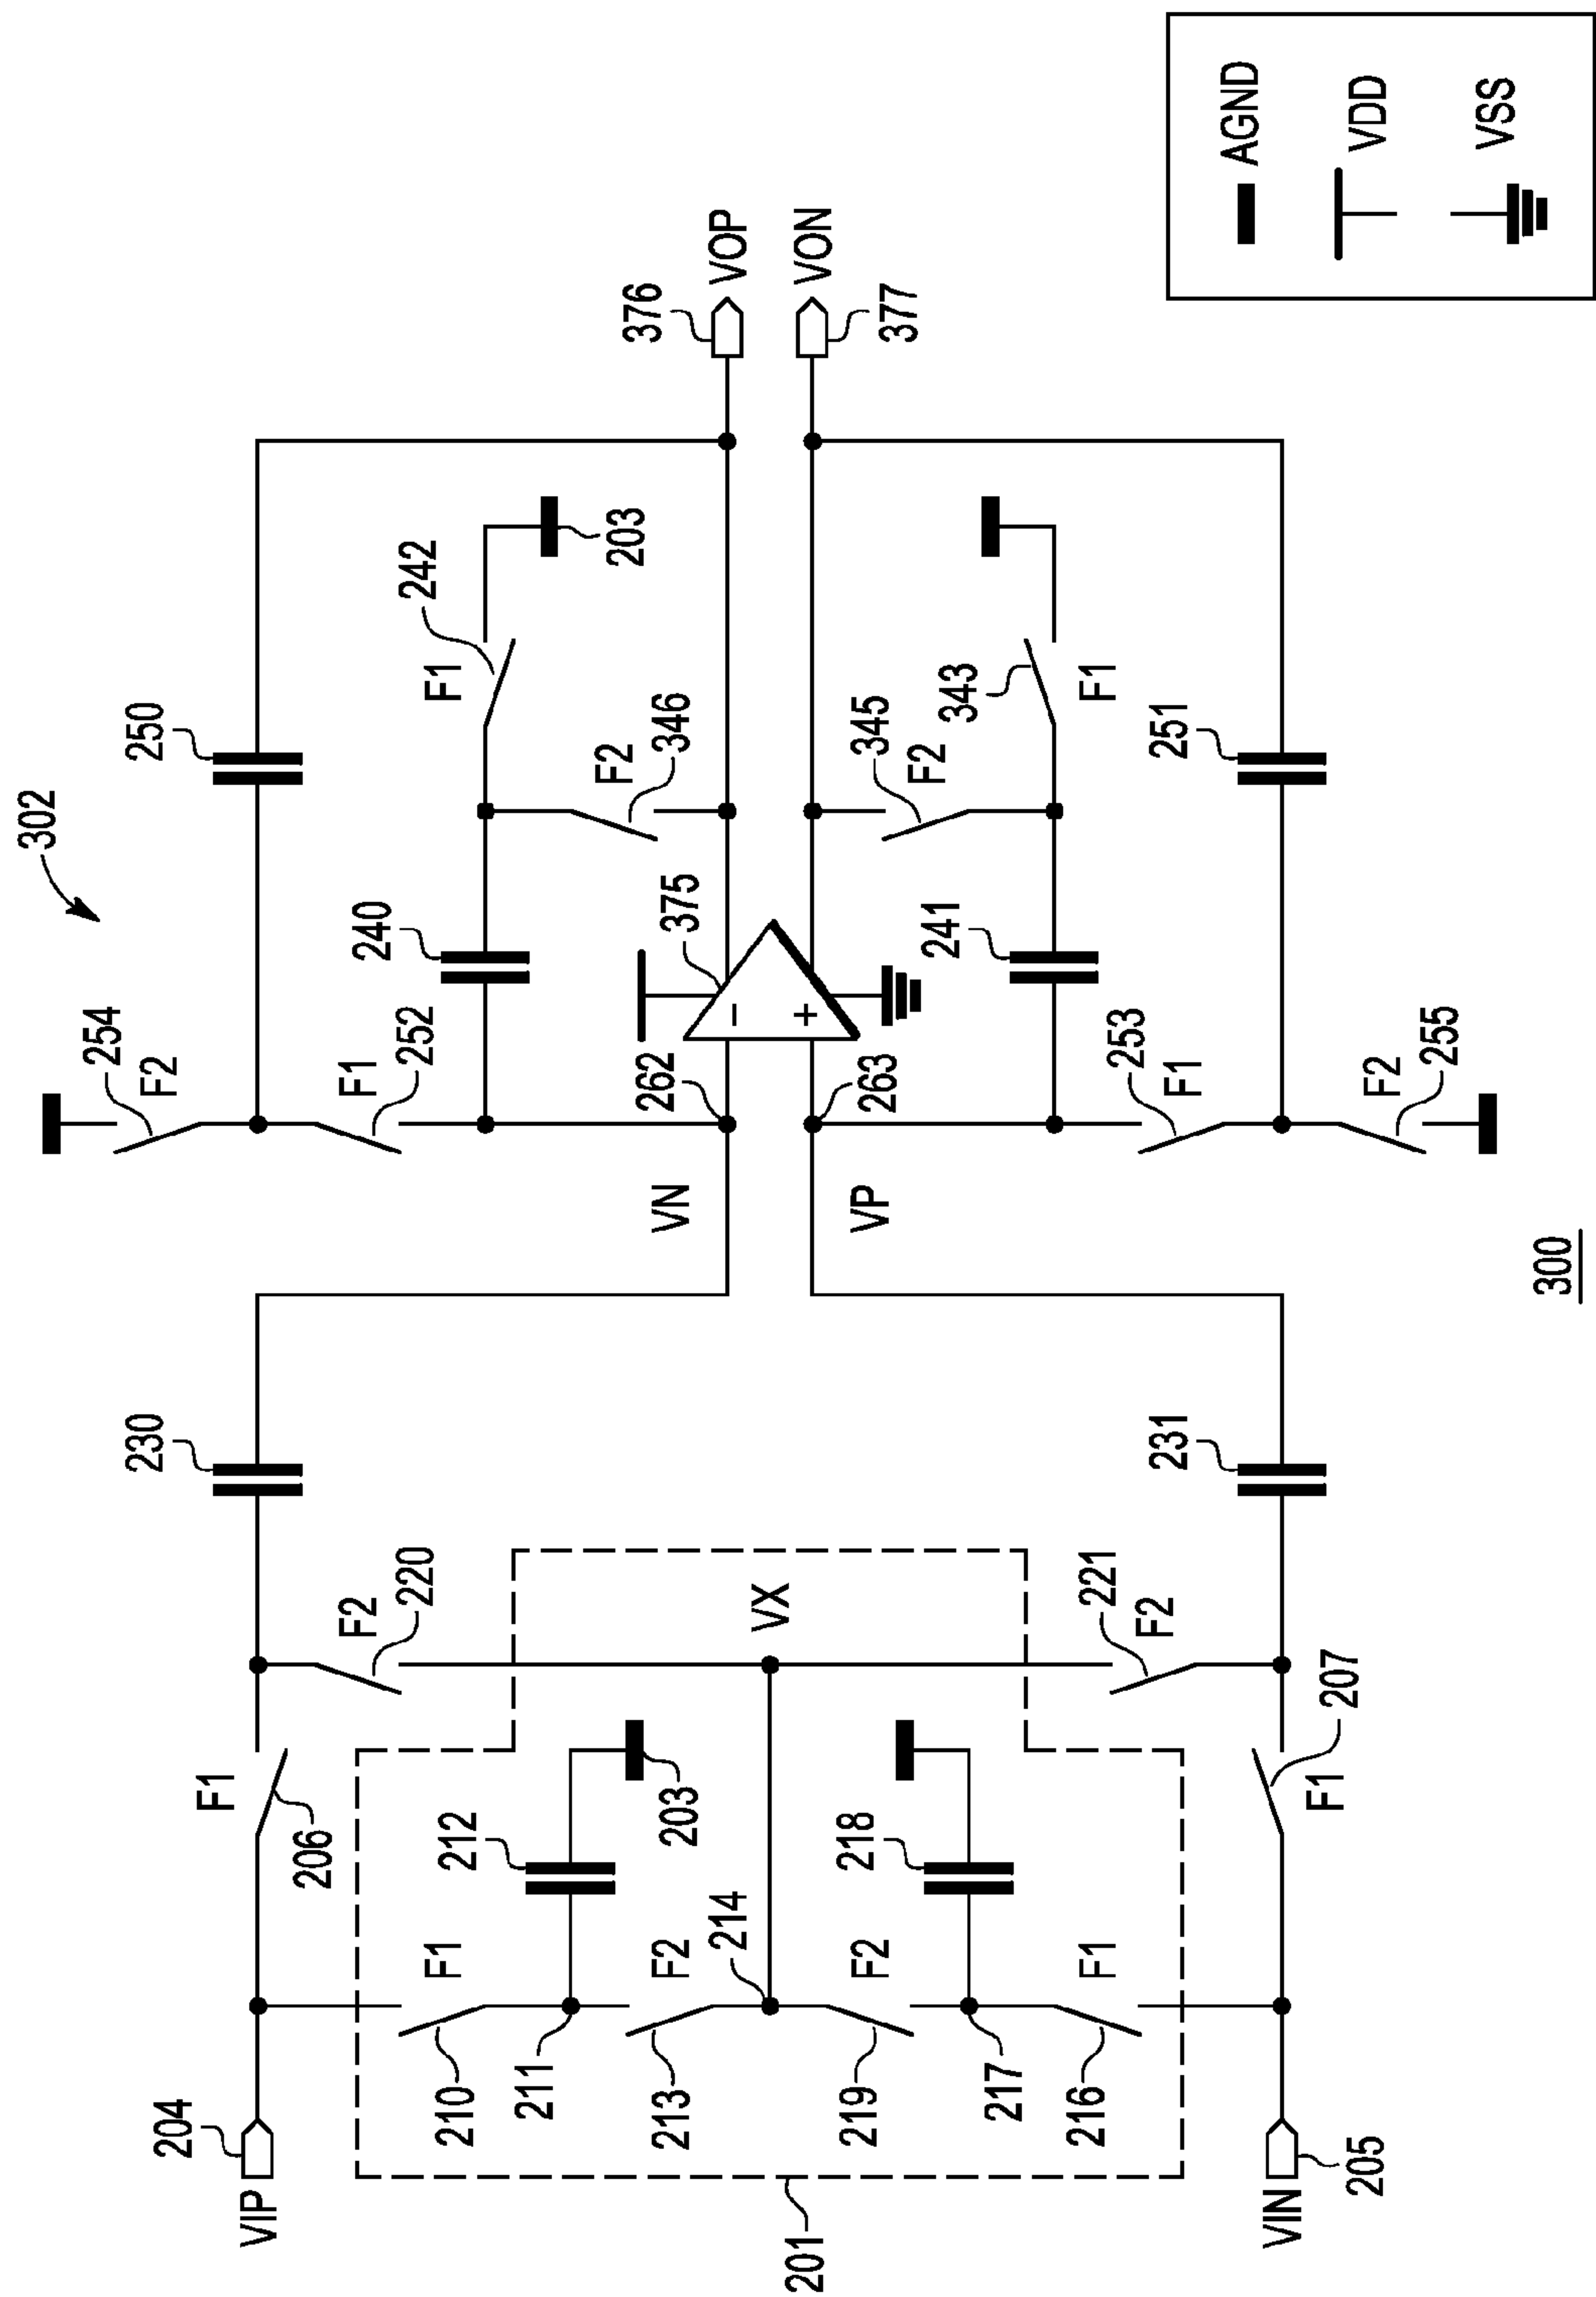 302
254
F2
250
F1
252
240
F1
242
203
F2
346
376
VOP
262
375
−
+
VN
VP
263
VON
377
345
F2
343
F1
241
253
F1
F2
255
251
230
F1
206
F2
220
VIP
204
210
F1
211
212
203
213
F2
214
VX
219
F2
217
218
216
F1
201
221
F2
207
F1
VIN
205
231
300
AGND
VDD
VSS